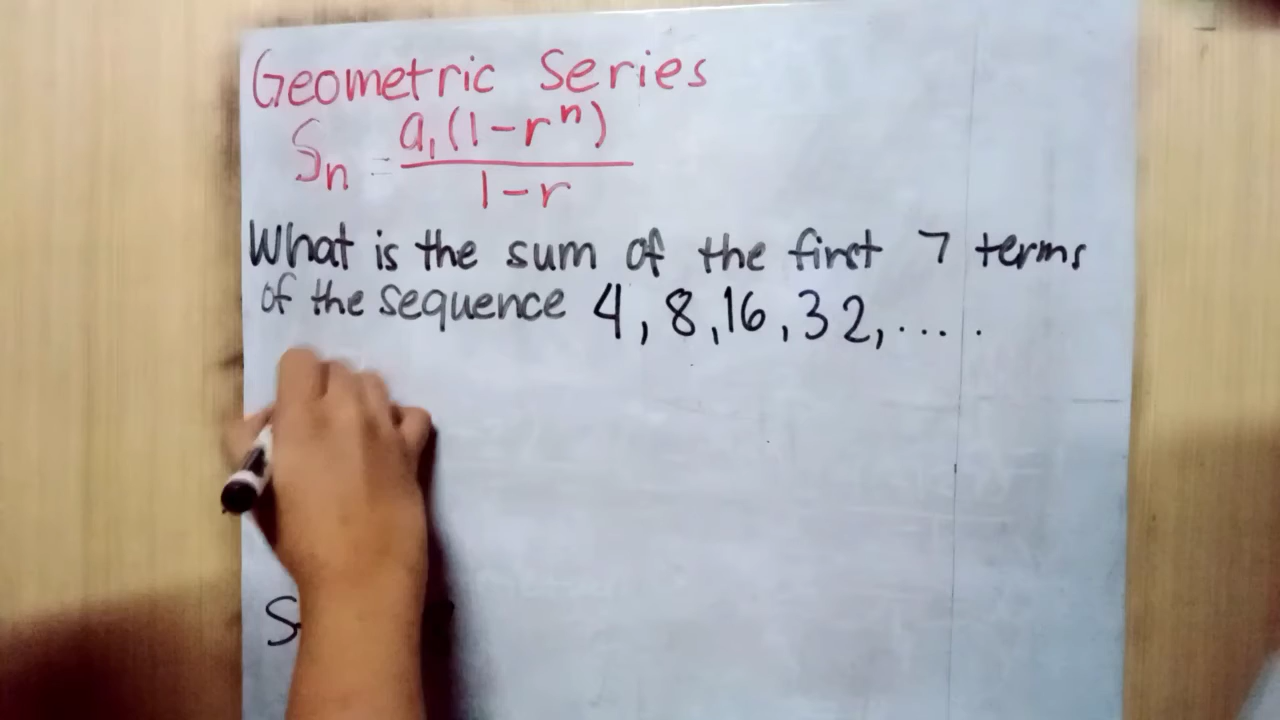 Geometric Series
Sn = a₁(1-rⁿ)
1-r
What is the sum of the first 7 terms
of the sequence 4, 8, 16, 32, .....
S